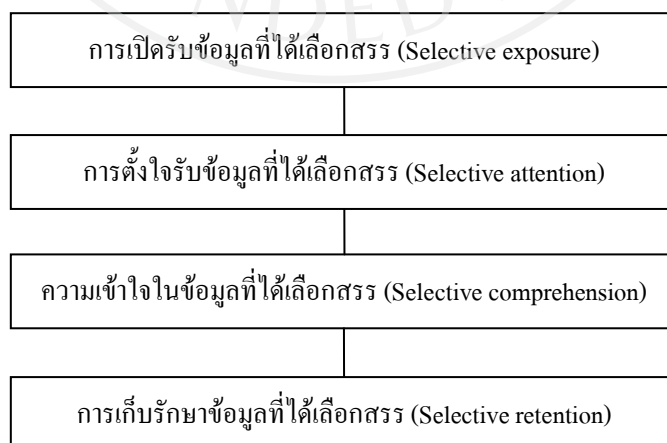 การเปิดรับข้อมูลที่ได้เลือกสรร (Selective exposure)
การตั้งใจรับข้อมูลที่ได้เลือกสรร (Selective attention)
ความเข้าใจในข้อมูลที่ได้เลือกสรร (Selective comprehension)
การเก็บรักษาข้อมูลที่ได้เลือกสรร (Selective retention)